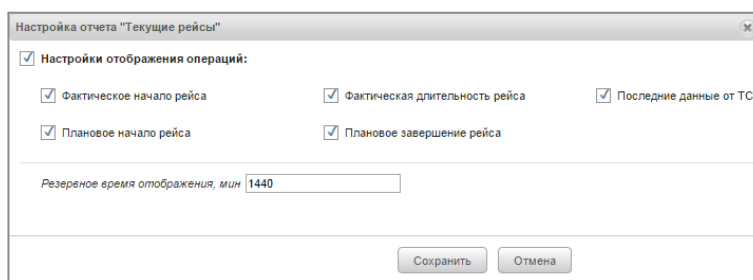 Настройка отчета "Текущие рейсы"
Настройки отображения операций:
Фактическое начало рейса Фактическая длительность рейса Последние данные от ТС
Плановое начало рейса Плановое завершение рейса
Резервное время отображения, мин 1440
Сохранить Отмена